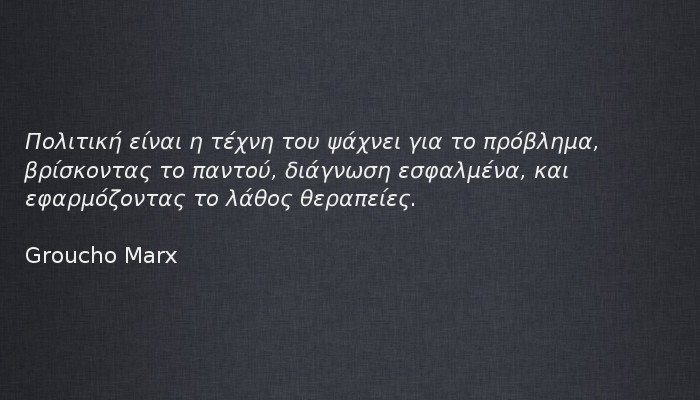 Πολιτική είναι η τέχνη του ψάχνει για το πρόβλημα,
βρίσκοντας το παντού, διάγνωση εσφαλμένα, και
εφαρμόζοντας το λάθος θεραπείες.
Groucho Marx